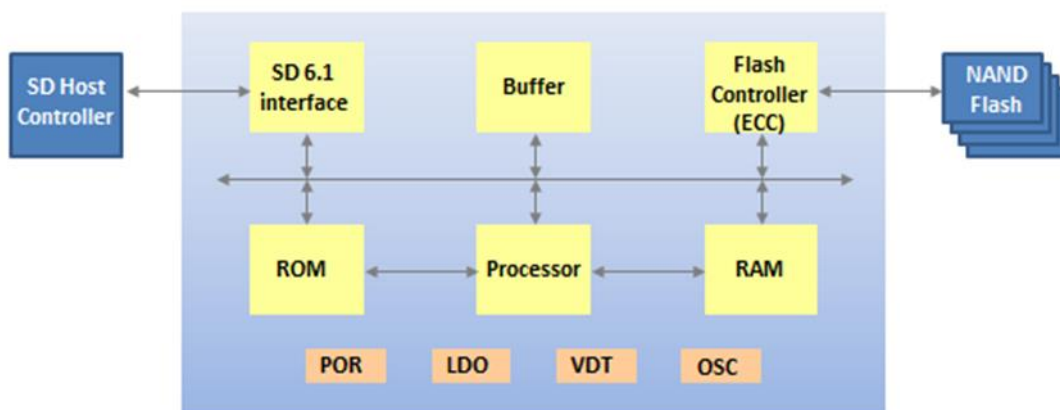 SD Host
Controller
SD 6.1
interface
Buffer
Flash
Controller
(ECC)
NAND
Flash
ROM
Processor
RAM
POR
LDO
VDT
OSC